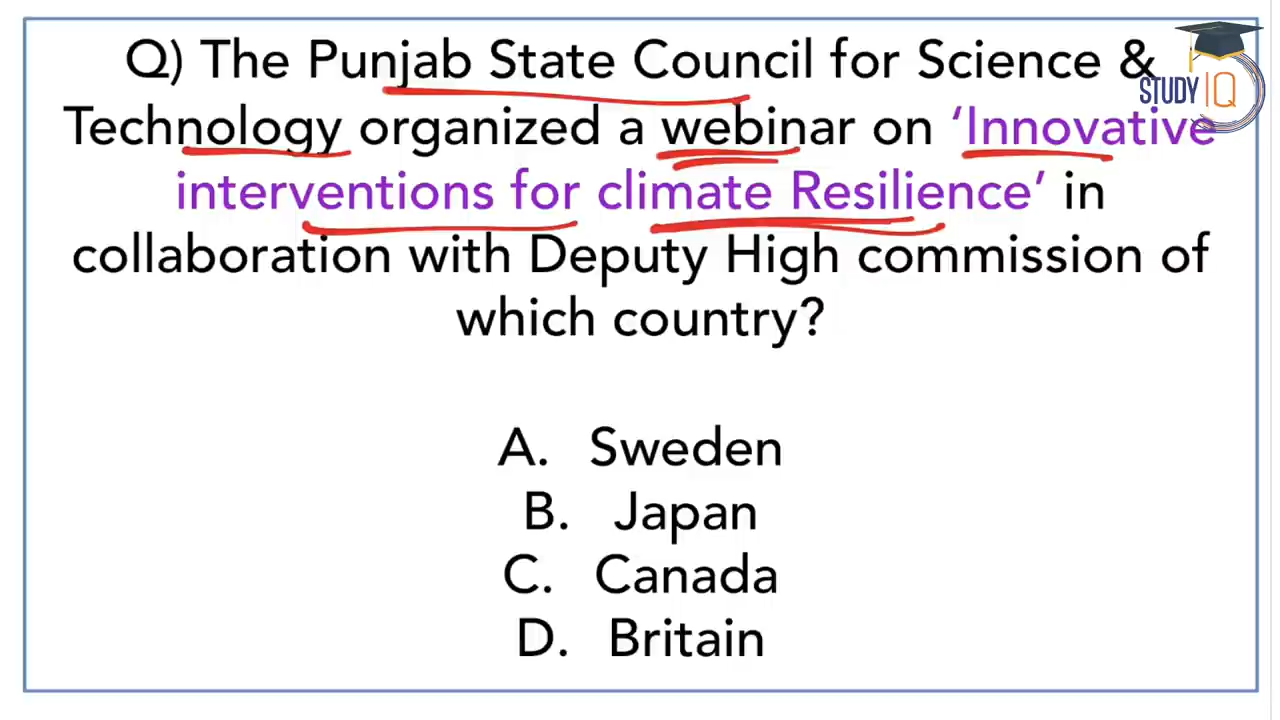 Q) The Punjab State Council for Science &
Technology organized a webinar on ‘Innovative
interventions for climate Resilience’ in
collaboration with Deputy High commission of
which country?
A. Sweden
B. Japan
C. Canada
D. Britain
STUDY IQ